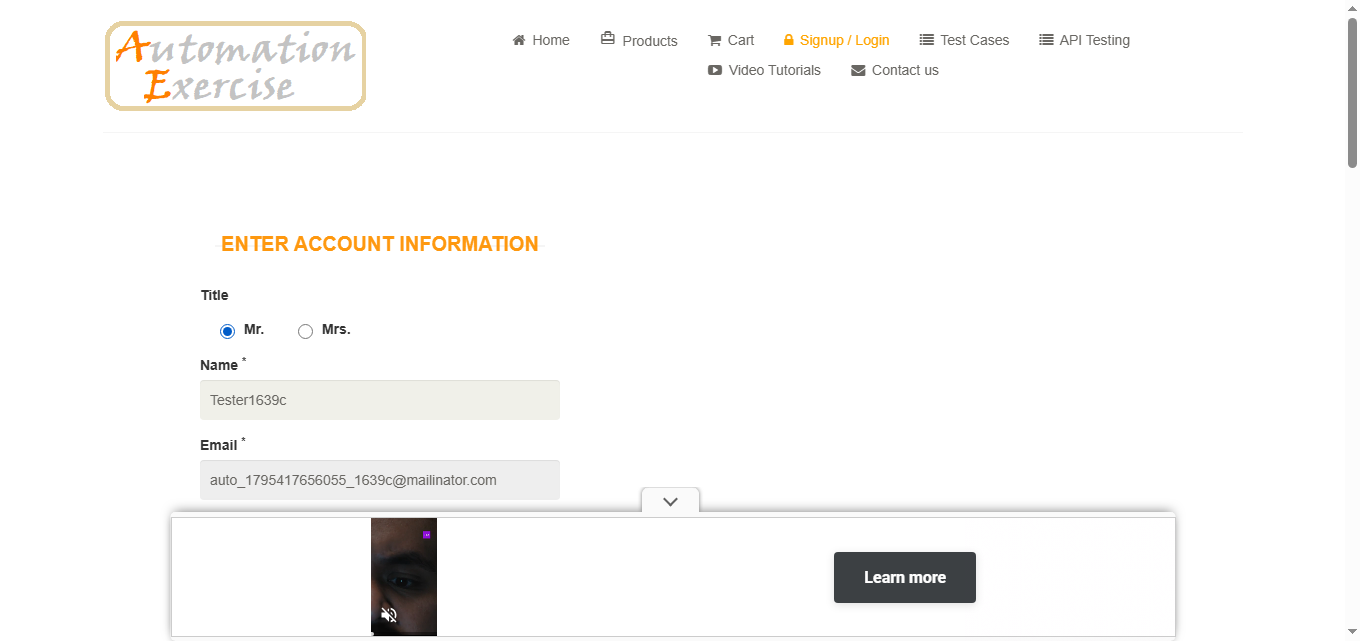 Automation
Exercise
Home
Products
Cart
Signup / Login
Test Cases
API Testing
Video Tutorials
Contact us
ENTER ACCOUNT INFORMATION
Title
Mr.
Mrs.
Name *
Tester1639c
Email *
auto_1795417656055_1639c@mailinator.com
Learn more